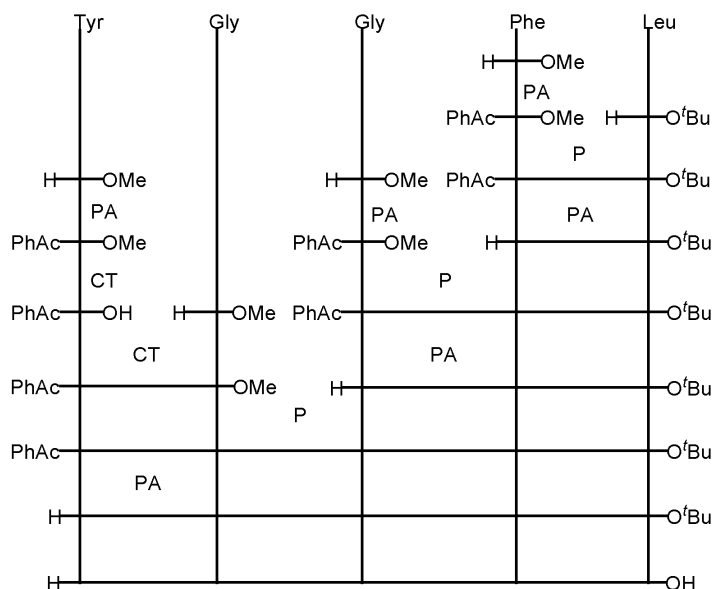 Tyr Gly Gly Phe Leu
H OMe
PA
PhAc OMe H OᵗBu
P
H OMe H OMe PhAc OᵗBu
PA PA PA
PhAc OMe PhAc OMe H OᵗBu
CT P
PhAc OH H OMe PhAc OᵗBu
CT PA
PhAc OMe H OᵗBu
P
PhAc OᵗBu
PA
H OᵗBu
H OH